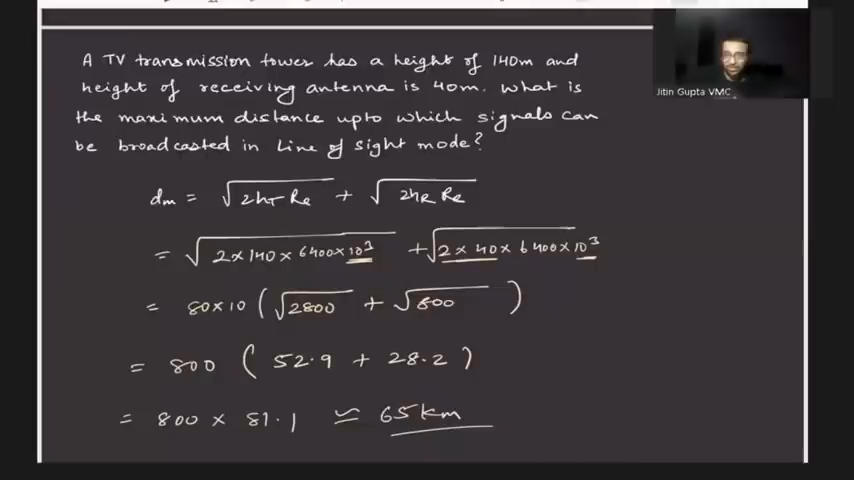 A TV transmission tower has a height of 140m and
height of receiving antenna is 40m. What is
the maximum distance upto which signals can
be broadcasted in Line of sight mode?
Jitin Gupta VMC
dm = √2hT Re + √2hR Re
= √2×140×6400×10³ + √2×40×6400×10³
= 80×10 (√2800 + √800)
= 800 (52.9 + 28.2)
= 800 × 81.1 ≃ 65km